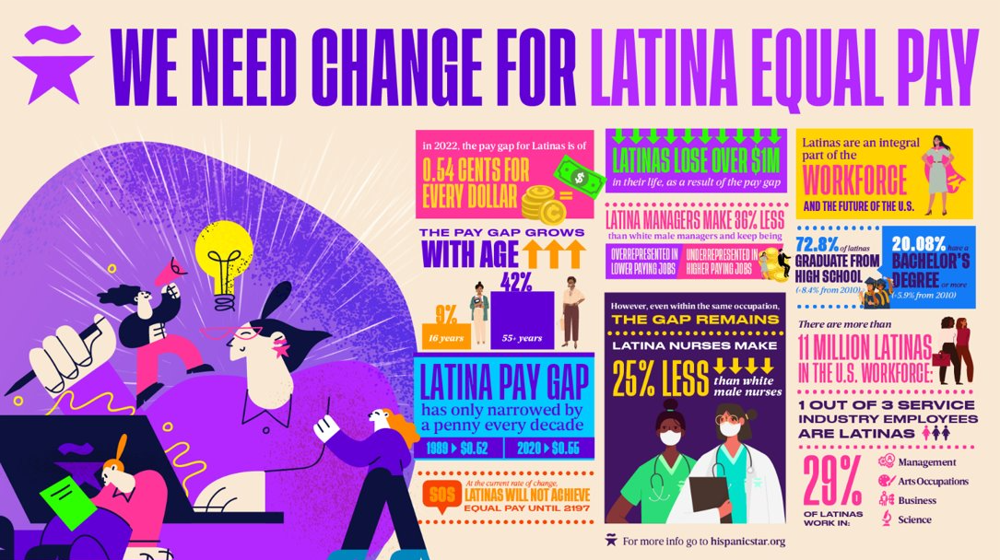 WE NEED CHANGE FOR LATINA EQUAL PAY
in 2022, the pay gap for Latinas is of
0.54 CENTS FOR
EVERY DOLLAR
THE PAY GAP GROWS
WITH AGE
9%
16 years
42%
55+ years
LATINA PAY GAP
has only narrowed by
a penny every decade
1989 ▸ $0.52
2020 ▸ $0.55
SOS
At the current rate of change,
LATINAS WILL NOT ACHIEVE
EQUAL PAY UNTIL 2197
LATINAS LOSE OVER $1M
in their life, as a result of the pay gap
LATINA MANAGERS MAKE 36% LESS
than white male managers and keep being
OVERREPRESENTED IN
LOWER PAYING JOBS
UNDERREPRESENTED IN
HIGHER PAYING JOBS
However, even within the same occupation,
THE GAP REMAINS
LATINA NURSES MAKE
25% LESS
than white
male nurses
For more info go to hispanicstar.org
Latinas are an integral
part of the
WORKFORCE
AND THE FUTURE OF THE U.S.
72.8% of latinas
GRADUATE FROM
HIGH SCHOOL
(+8.4% from 2010)
20.08% have a
BACHELOR'S
DEGREE or more
(+5.9% from 2010)
There are more than
11 MILLION LATINAS
IN THE U.S. WORKFORCE:
1 OUT OF 3 SERVICE
INDUSTRY EMPLOYEES
ARE LATINAS
29%
OF LATINAS
WORK IN:
Management
Arts Occupations
Business
Science